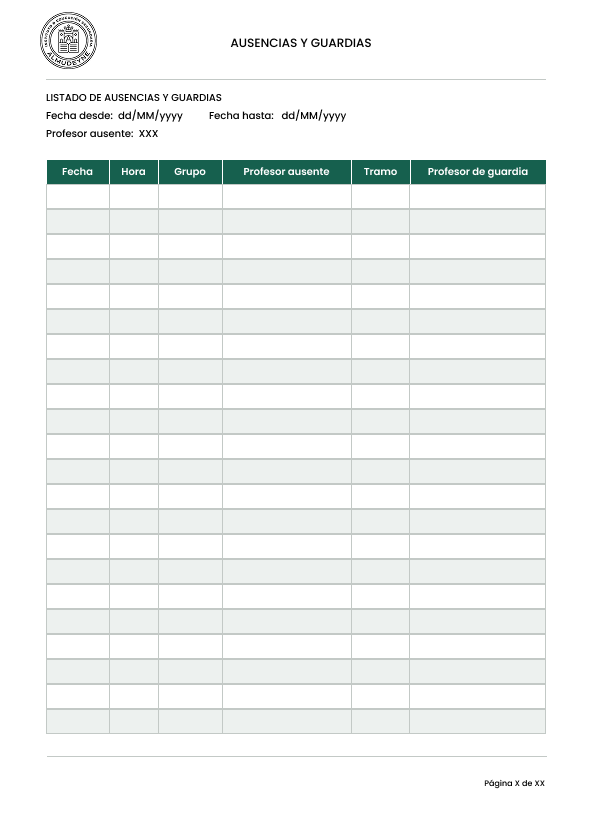 ALMUDEYNE
AUSENCIAS Y GUARDIAS
LISTADO DE AUSENCIAS Y GUARDIAS
Fecha desde: dd/MM/yyyy Fecha hasta: dd/MM/yyyy
Profesor ausente: XXX
Fecha Hora Grupo Profesor ausente Tramo Profesor de guardia
Página X de XX